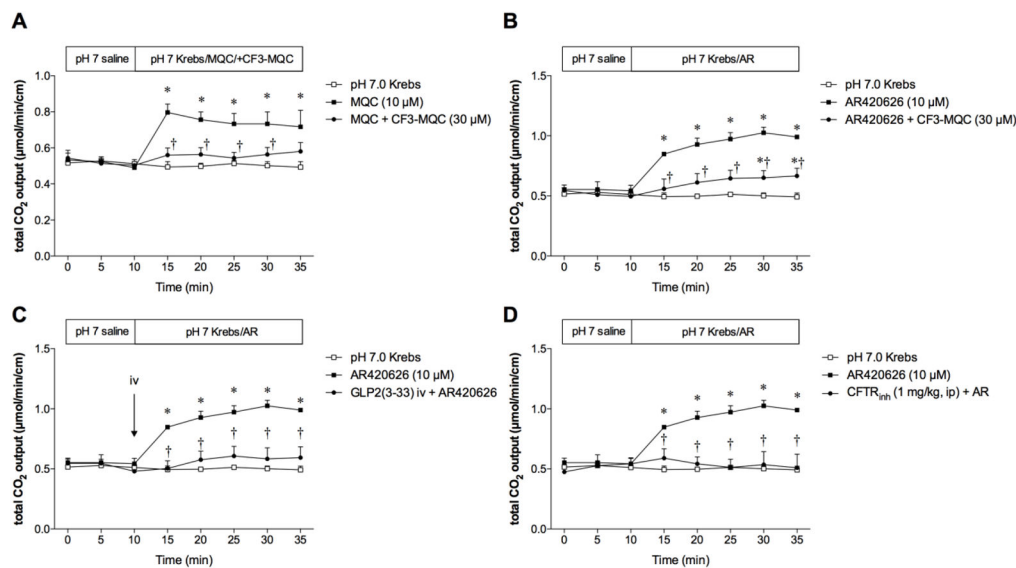 A
pH 7 saline
pH 7 Krebs/MQC/+CF3-MQC
total CO2 output (μmol/min/cm)
1.0
0.8
0.6
0.4
0.2
0.0
* * * * *
† † † †
0 5 10 15 20 25 30 35
Time (min)
pH 7.0 Krebs
MQC (10 μM)
MQC + CF3-MQC (30 μM)
B
pH 7 saline
pH 7 Krebs/AR
total CO2 output (μmol/min/cm)
1.5
1.0
0.5
0.0
* * * * *
† † † *† *†
0 5 10 15 20 25 30 35
Time (min)
pH 7.0 Krebs
AR420626 (10 μM)
AR420626 + CF3-MQC (30 μM)
C
pH 7 saline
pH 7 Krebs/AR
total CO2 output (μmol/min/cm)
1.5
1.0
0.5
0.0
iv
* * * * *
† † † † †
0 5 10 15 20 25 30 35
Time (min)
pH 7.0 Krebs
AR420626 (10 μM)
GLP2(3-33) iv + AR420626
D
pH 7 saline
pH 7 Krebs/AR
total CO2 output (μmol/min/cm)
1.5
1.0
0.5
0.0
* * * * *
† † † † †
0 5 10 15 20 25 30 35
Time (min)
pH 7.0 Krebs
AR420626 (10 μM)
CFTRinh (1 mg/kg, ip) + AR